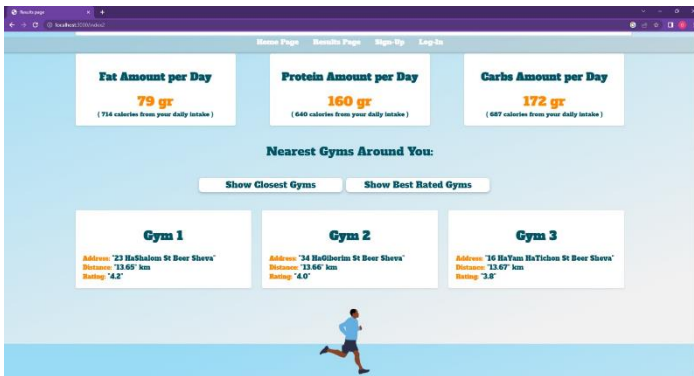 Results page
localhost:3000/index2
Home Page Results Page Sign-Up Log-In
Fat Amount per Day
79 gr
( 714 calories from your daily intake )
Protein Amount per Day
160 gr
( 640 calories from your daily intake )
Carbs Amount per Day
172 gr
( 687 calories from your daily intake )
Nearest Gyms Around You:
Show Closest Gyms
Show Best Rated Gyms
Gym 1
Address: "23 HaShalom St Beer Sheva"
Distance: "13.65" km
Rating: "4.2"
Gym 2
Address: "34 HaGiborim St Beer Sheva"
Distance: "13.66" km
Rating: "4.0"
Gym 3
Address: "16 HaYam HaTichon St Beer Sheva"
Distance: "13.67" km
Rating: "3.8"